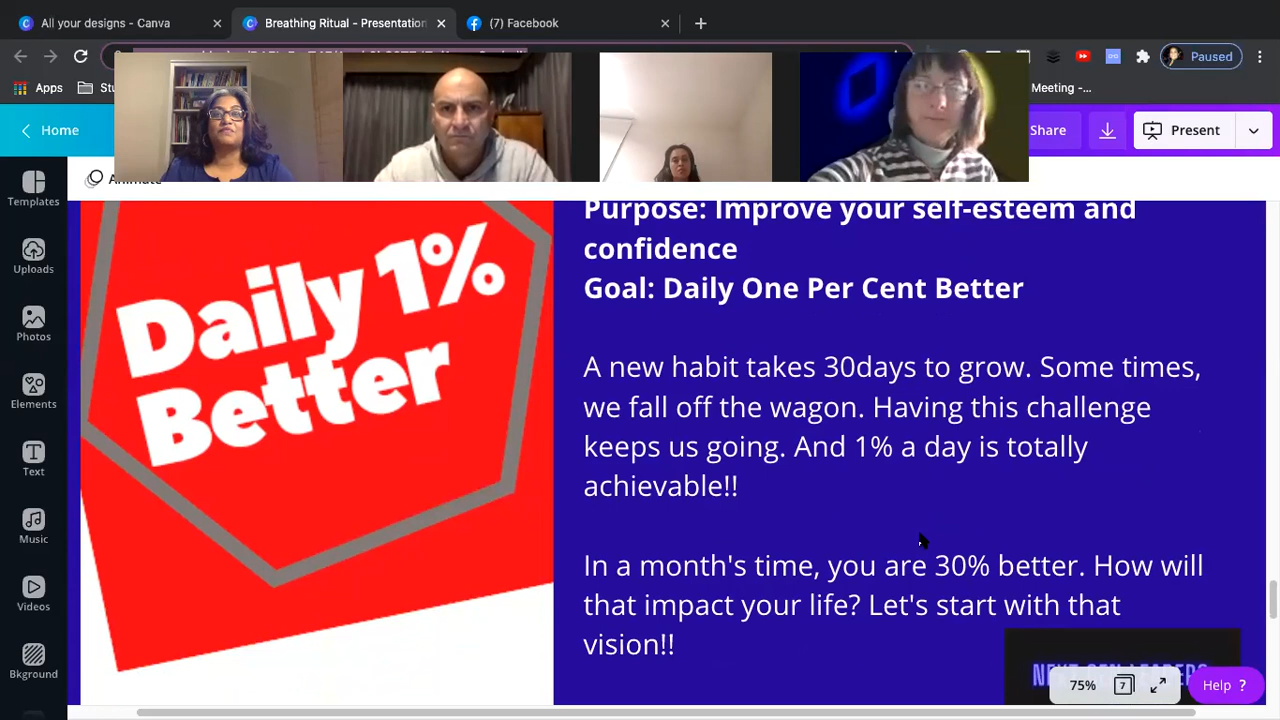 All your designs - Canva
Breathing Ritual - Presentation
(7) Facebook
Paused
Apps
Meeting -...
Home
Share
Present
Animate
Templates
Uploads
Photos
Elements
Text
Music
Videos
Bkground
Daily 1%
Better
Purpose: Improve your self-esteem and
confidence
Goal: Daily One Per Cent Better
A new habit takes 30days to grow. Some times,
we fall off the wagon. Having this challenge
keeps us going. And 1% a day is totally
achievable!!
In a month's time, you are 30% better. How will
that impact your life? Let's start with that
vision!!
NEXT GEN LEADERS
75%
7
Help ?